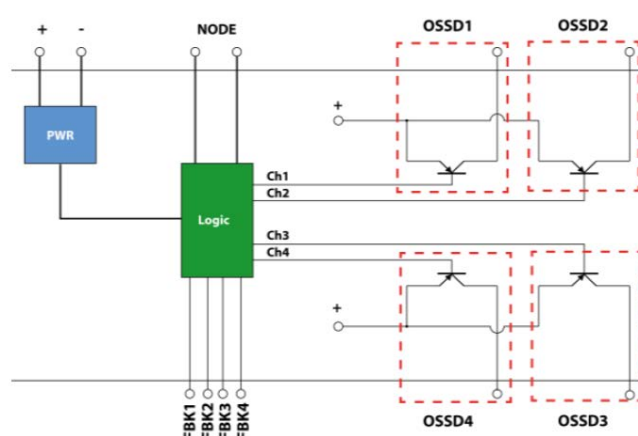 + - NODE OSSD1 OSSD2
+
PWR
Ch1
Ch2
Logic
Ch3
Ch4
+
FBK1
FBK2
FBK3
FBK4
OSSD4 OSSD3